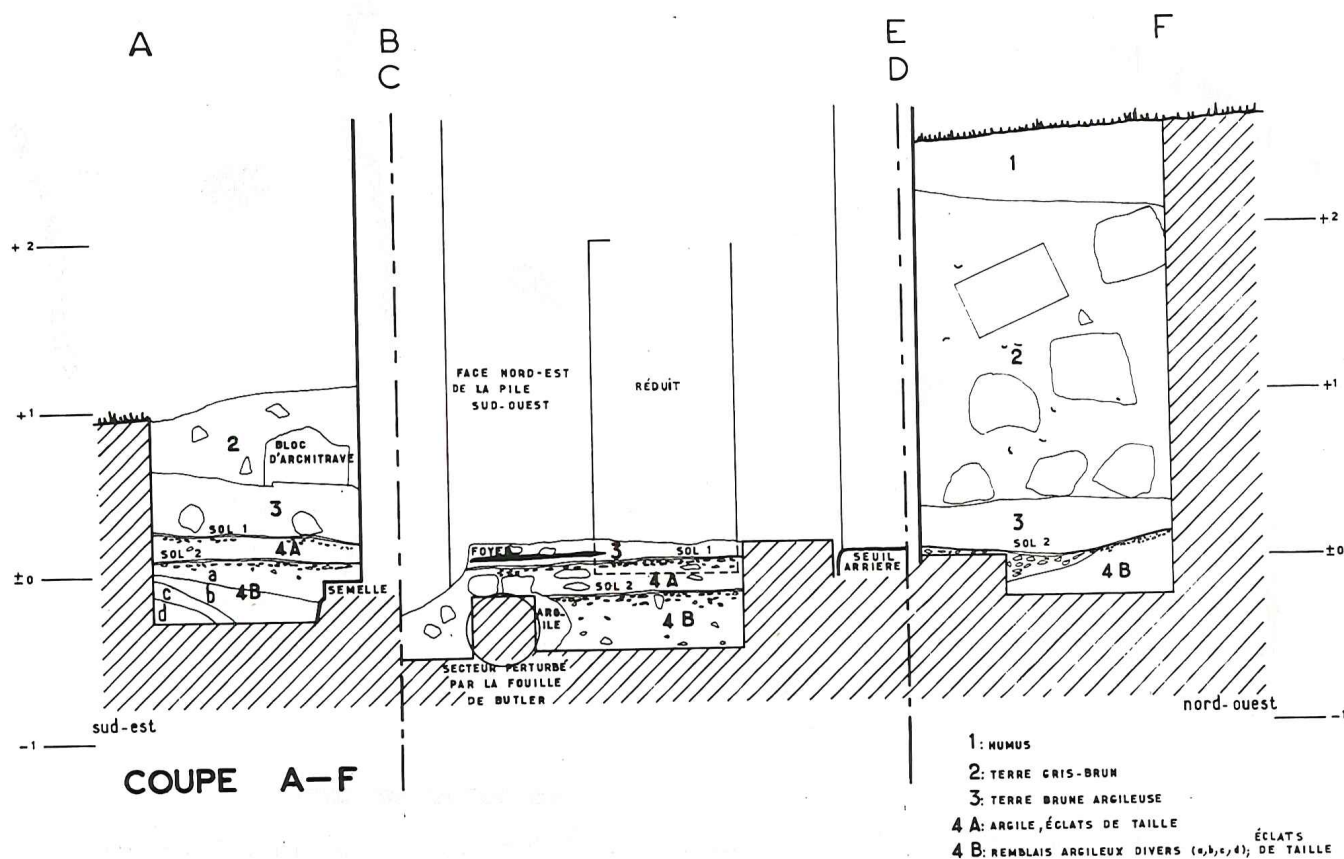 A
B
C
E
D
F
1
+2
+2
2
FACE NORD-EST
DE LA PILE
SUD-OUEST
RÉDUIT
+1
+1
2
BLOC
D'ARCHITRAVE
3
SOL 1
4A
SOL 2
±0
a
b
c
d
4B
SEMELLE
FOYER
3
SOL 1
4A
SOL 2
ARG-
ILE
4B
SEUIL
ARRIÈRE
3
SOL 2
4B
±0
SECTEUR PERTURBÉ
PAR LA FOUILLE
DE BUTLER
sud-est
nord-ouest
-1
-1
COUPE A-F
1: HUMUS
2: TERRE GRIS-BRUN
3: TERRE BRUNE ARGILEUSE
4 A: ARGILE, ÉCLATS DE TAILLE
4 B: REMBLAIS ARGILEUX DIVERS (a,b,c,d); ÉCLATS DE TAILLE